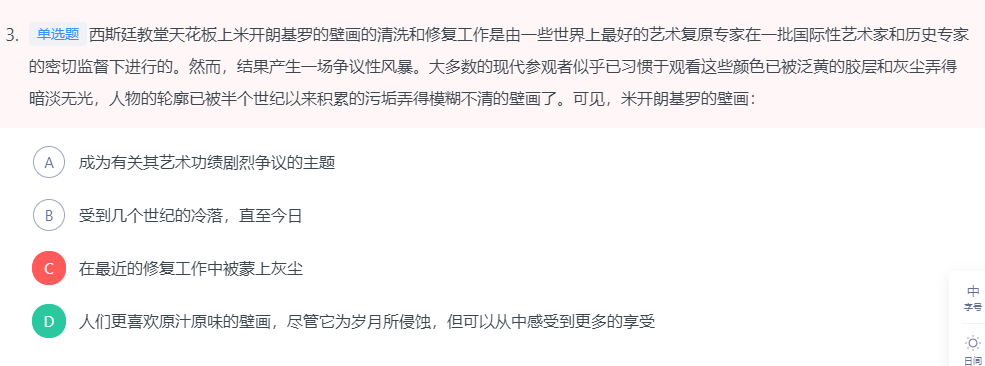 3. 单选题 西斯廷教堂天花板上米开朗基罗的壁画的清洗和修复工作是由一些世界上最好的艺术复原专家在一批国际性艺术家和历史专家
的密切监督下进行的。然而，结果产生一场争议性风暴。大多数的现代参观者似乎已习惯于观看这些颜色已被泛黄的胶层和灰尘弄得
暗淡无光，人物的轮廓已被半个世纪以来积累的污垢弄得模糊不清的壁画了。可见，米开朗基罗的壁画：
A 成为有关其艺术功绩剧烈争议的主题
B 受到几个世纪的冷落，直至今日
C 在最近的修复工作中被蒙上灰尘
D 人们更喜欢原汁原味的壁画，尽管它为岁月所侵蚀，但可以从中感受到更多的享受
中
字号
日间